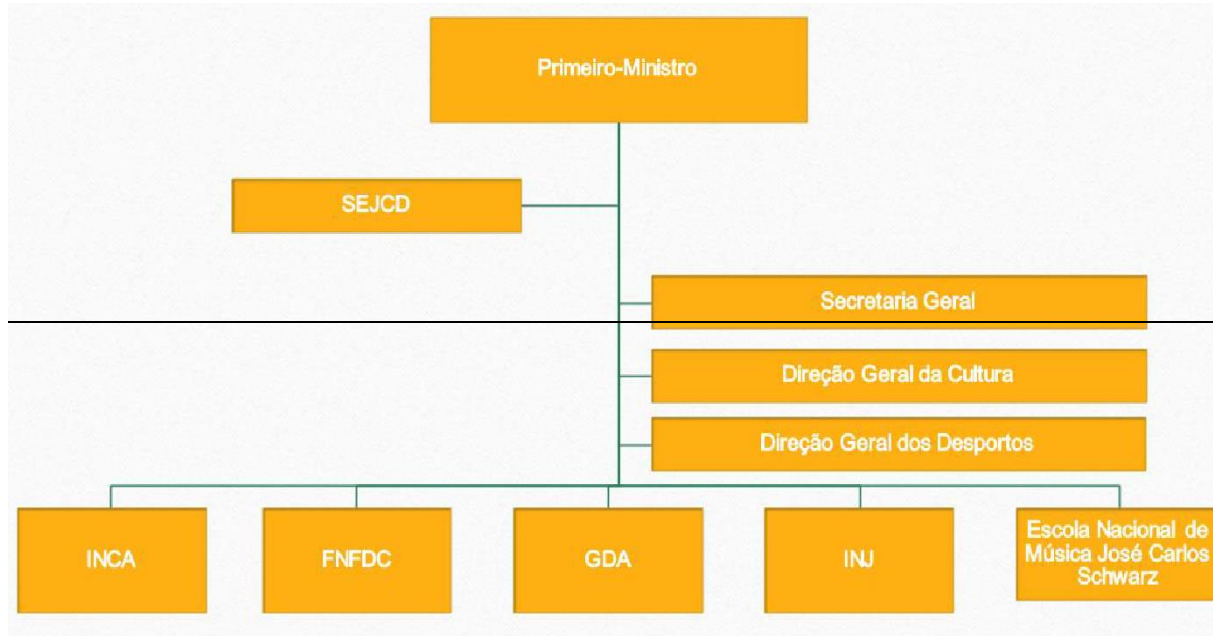 Primeiro-Ministro
SEJCD
Secretaria Geral
Direção Geral da Cultura
Direção Geral dos Desportos
INCA
FNFDC
GDA
INJ
Escola Nacional de
Música José Carlos
Schwarz